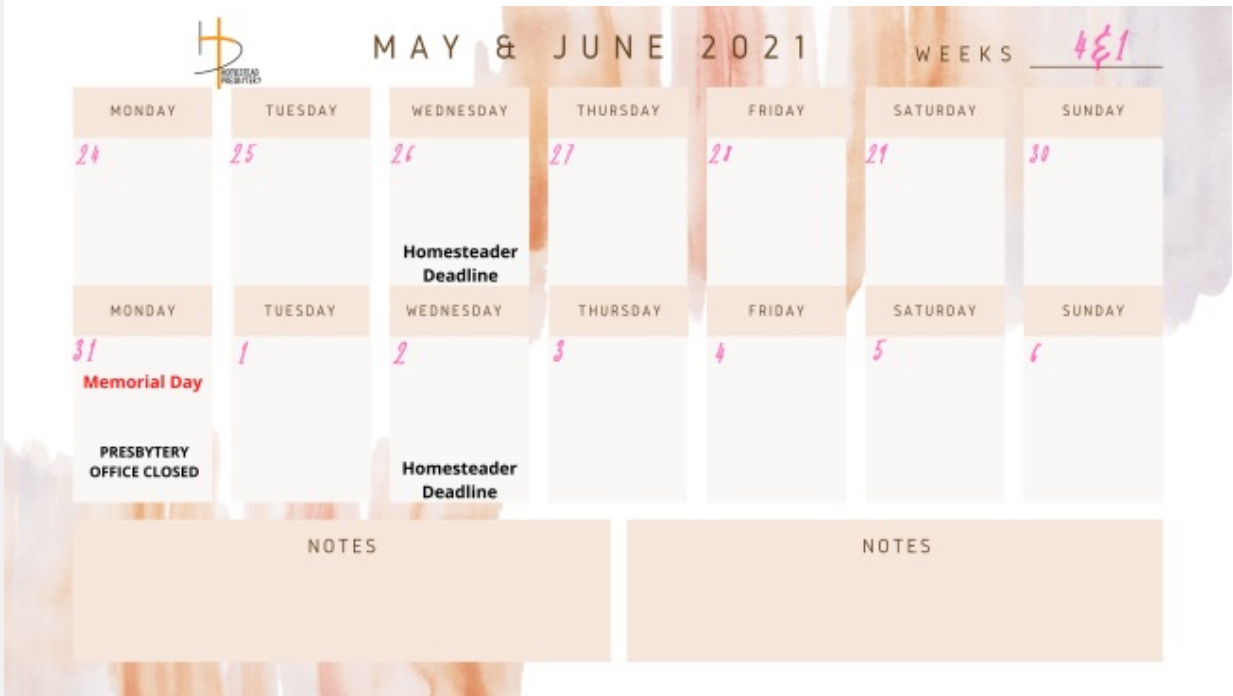 HOMESTEAD
PRESBYTERY
MAY & JUNE 2021
WEEKS 4&1
MONDAY TUESDAY WEDNESDAY THURSDAY FRIDAY SATURDAY SUNDAY
24 25 26 27 28 29 30
Homesteader
Deadline
MONDAY TUESDAY WEDNESDAY THURSDAY FRIDAY SATURDAY SUNDAY
31 1 2 3 4 5 6
Memorial Day
PRESBYTERY
OFFICE CLOSED
Homesteader
Deadline
NOTES NOTES